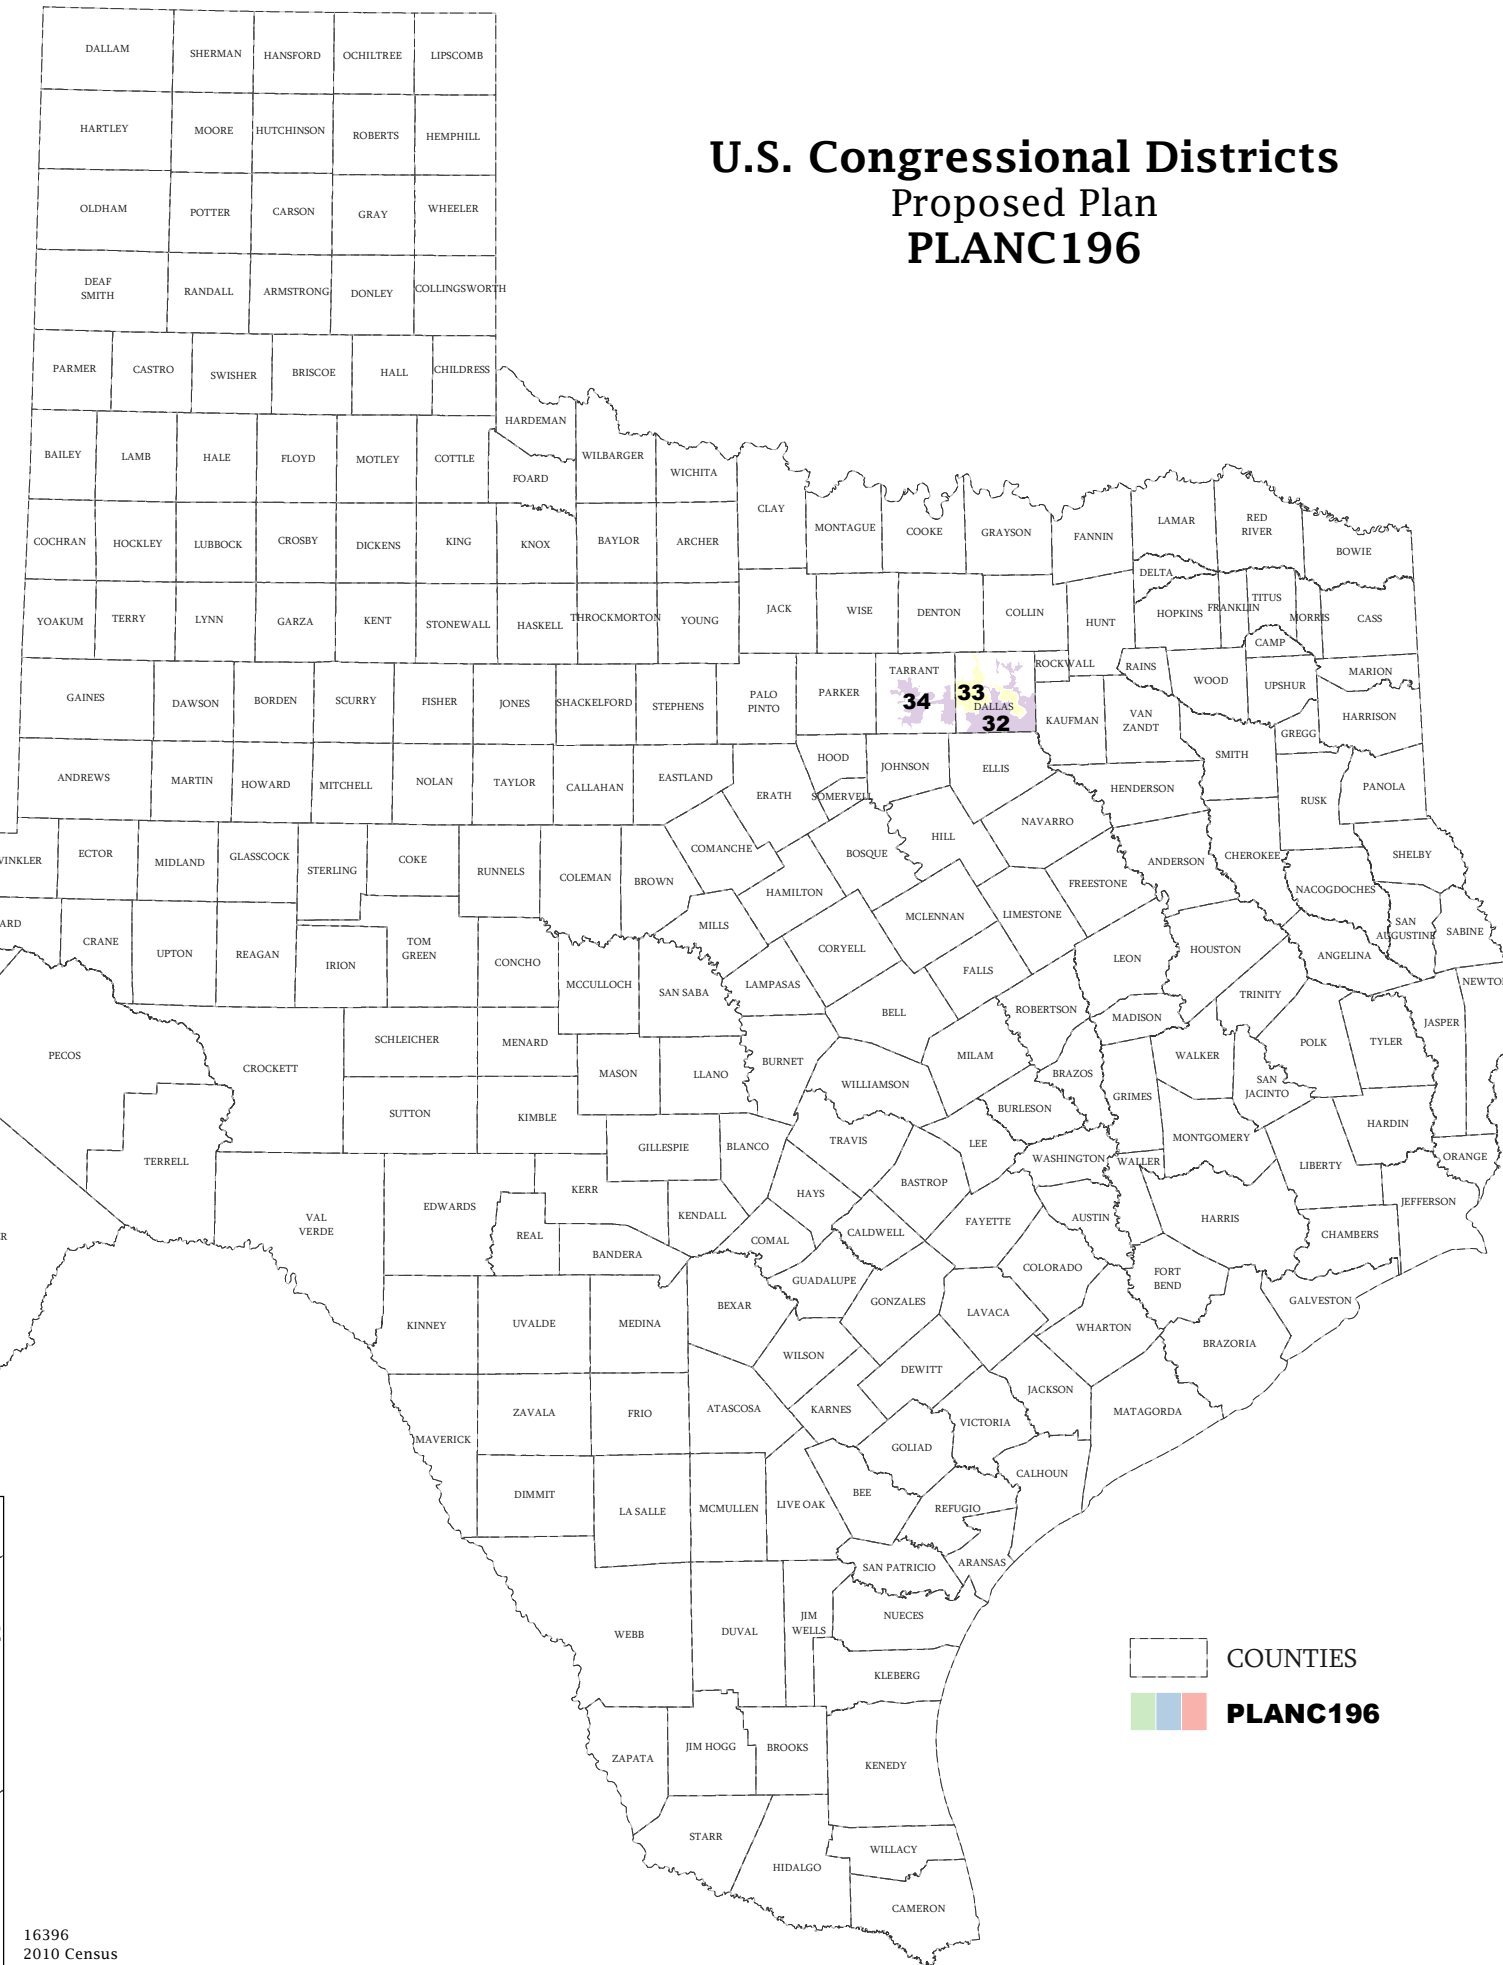 U.S. Congressional Districts
Proposed Plan
PLANC196
DALLAM
SHERMAN
HANSFORD
OCHILTREE
LIPSCOMB
HARTLEY
MOORE
HUTCHINSON
ROBERTS
HEMPHILL
OLDHAM
POTTER
CARSON
GRAY
WHEELER
DEAF
SMITH
RANDALL
ARMSTRONG
DONLEY
COLLINGSWORTH
PARMER
CASTRO
SWISHER
BRISCOE
HALL
CHILDRESS
HARDEMAN
BAILEY
LAMB
HALE
FLOYD
MOTLEY
COTTLE
FOARD
WILBARGER
WICHITA
CLAY
MONTAGUE
COOKE
GRAYSON
FANNIN
LAMAR
RED
RIVER
BOWIE
COCHRAN
HOCKLEY
LUBBOCK
CROSBY
DICKENS
KING
KNOX
BAYLOR
ARCHER
DELTA
YOAKUM
TERRY
LYNN
GARZA
KENT
STONEWALL
HASKELL
THROCKMORTON
YOUNG
JACK
WISE
DENTON
COLLIN
HUNT
HOPKINS
FRANKLIN
TITUS
MORRIS
CASS
CAMP
GAINES
DAWSON
BORDEN
SCURRY
FISHER
JONES
SHACKELFORD
STEPHENS
PALO
PINTO
PARKER
TARRANT
34
33
DALLAS
32
ROCKWALL
RAINS
WOOD
UPSHUR
MARION
KAUFMAN
VAN
ZANDT
HARRISON
GREGG
SMITH
ANDREWS
MARTIN
HOWARD
MITCHELL
NOLAN
TAYLOR
CALLAHAN
EASTLAND
ERATH
HOOD
SOMERVELL
JOHNSON
ELLIS
HENDERSON
RUSK
PANOLA
NAVARRO
HILL
BOSQUE
COMANCHE
WINKLER
ECTOR
MIDLAND
GLASSCOCK
STERLING
COKE
RUNNELS
COLEMAN
BROWN
HAMILTON
ANDERSON
CHEROKEE
SHELBY
FREESTONE
NACOGDOCHES
ARD
CRANE
UPTON
REAGAN
IRION
TOM
GREEN
CONCHO
MILLS
MCLENNAN
LIMESTONE
SAN
AUGUSTINE
SABINE
CORYELL
FALLS
LEON
HOUSTON
ANGELINA
MCCULLOCH
SAN SABA
LAMPASAS
NEWTO
TRINITY
BELL
ROBERTSON
MADISON
JASPER
PECOS
CROCKETT
SCHLEICHER
MENARD
MASON
LLANO
BURNET
WILLIAMSON
MILAM
BRAZOS
WALKER
POLK
TYLER
GRIMES
SAN
JACINTO
SUTTON
KIMBLE
BURLESON
HARDIN
GILLESPIE
BLANCO
TRAVIS
LEE
MONTGOMERY
TERRELL
WASHINGTON
WALLER
LIBERTY
ORANGE
VAL
VERDE
EDWARDS
KERR
BASTROP
HAYS
JEFFERSON
R
REAL
KENDALL
CALDWELL
FAYETTE
AUSTIN
HARRIS
CHAMBERS
BANDERA
COMAL
COLORADO
FORT
BEND
GUADALUPE
GONZALES
GALVESTON
KINNEY
UVALDE
MEDINA
BEXAR
LAVACA
WHARTON
BRAZORIA
WILSON
DEWITT
JACKSON
MATAGORDA
ZAVALA
FRIO
ATASCOSA
KARNES
VICTORIA
MAVERICK
GOLIAD
CALHOUN
DIMMIT
LA SALLE
MCMULLEN
LIVE OAK
BEE
REFUGIO
SAN PATRICIO
ARANSAS
WEBB
DUVAL
JIM
WELLS
NUECES
KLEBERG
ZAPATA
JIM HOGG
BROOKS
KENEDY
STARR
WILLACY
HIDALGO
CAMERON
COUNTIES
PLANC196
16396
2010 Census